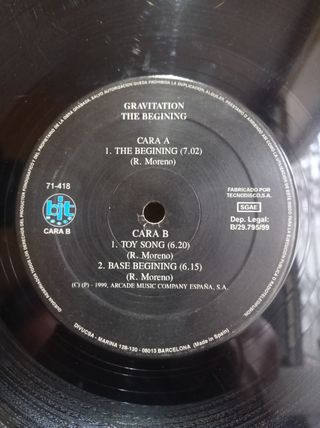 GRAVITATION
THE BEGINING
CARA A
1. THE BEGINING (7.02)
(R. Moreno)
71-418
bit
CARA B
FABRICADO POR
TECNODISCO, S.A.
SGAE
Dep. Legal:
B/29.795/99
CARA B
1. TOY SONG (6.20)
(R. Moreno)
2. BASE BEGINING (6.15)
(R. Moreno)
(C) (P) - 1999, ARCADE MUSIC COMPANY ESPAÑA, S.A.
DIVUCSA - MARINA 128-130 - 08013 BARCELONA (Made in Spain)